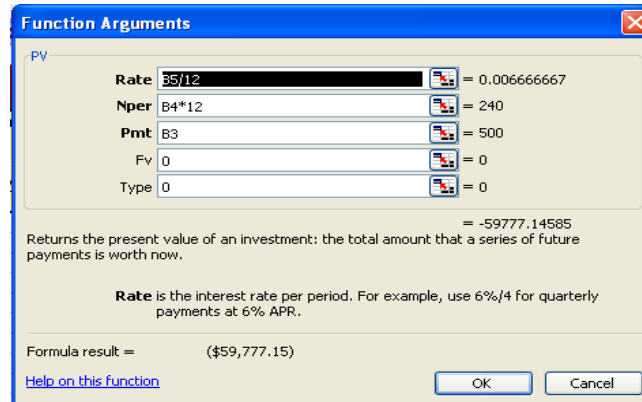 Function Arguments
PV
Rate B5/12 = 0.006666667
Nper B4*12 = 240
Pmt B3 = 500
Fv 0 = 0
Type 0 = 0
= -59777.14585
Returns the present value of an investment: the total amount that a series of future
payments is worth now.
Rate is the interest rate per period. For example, use 6%/4 for quarterly
payments at 6% APR.
Formula result = ($59,777.15)
Help on this function OK Cancel